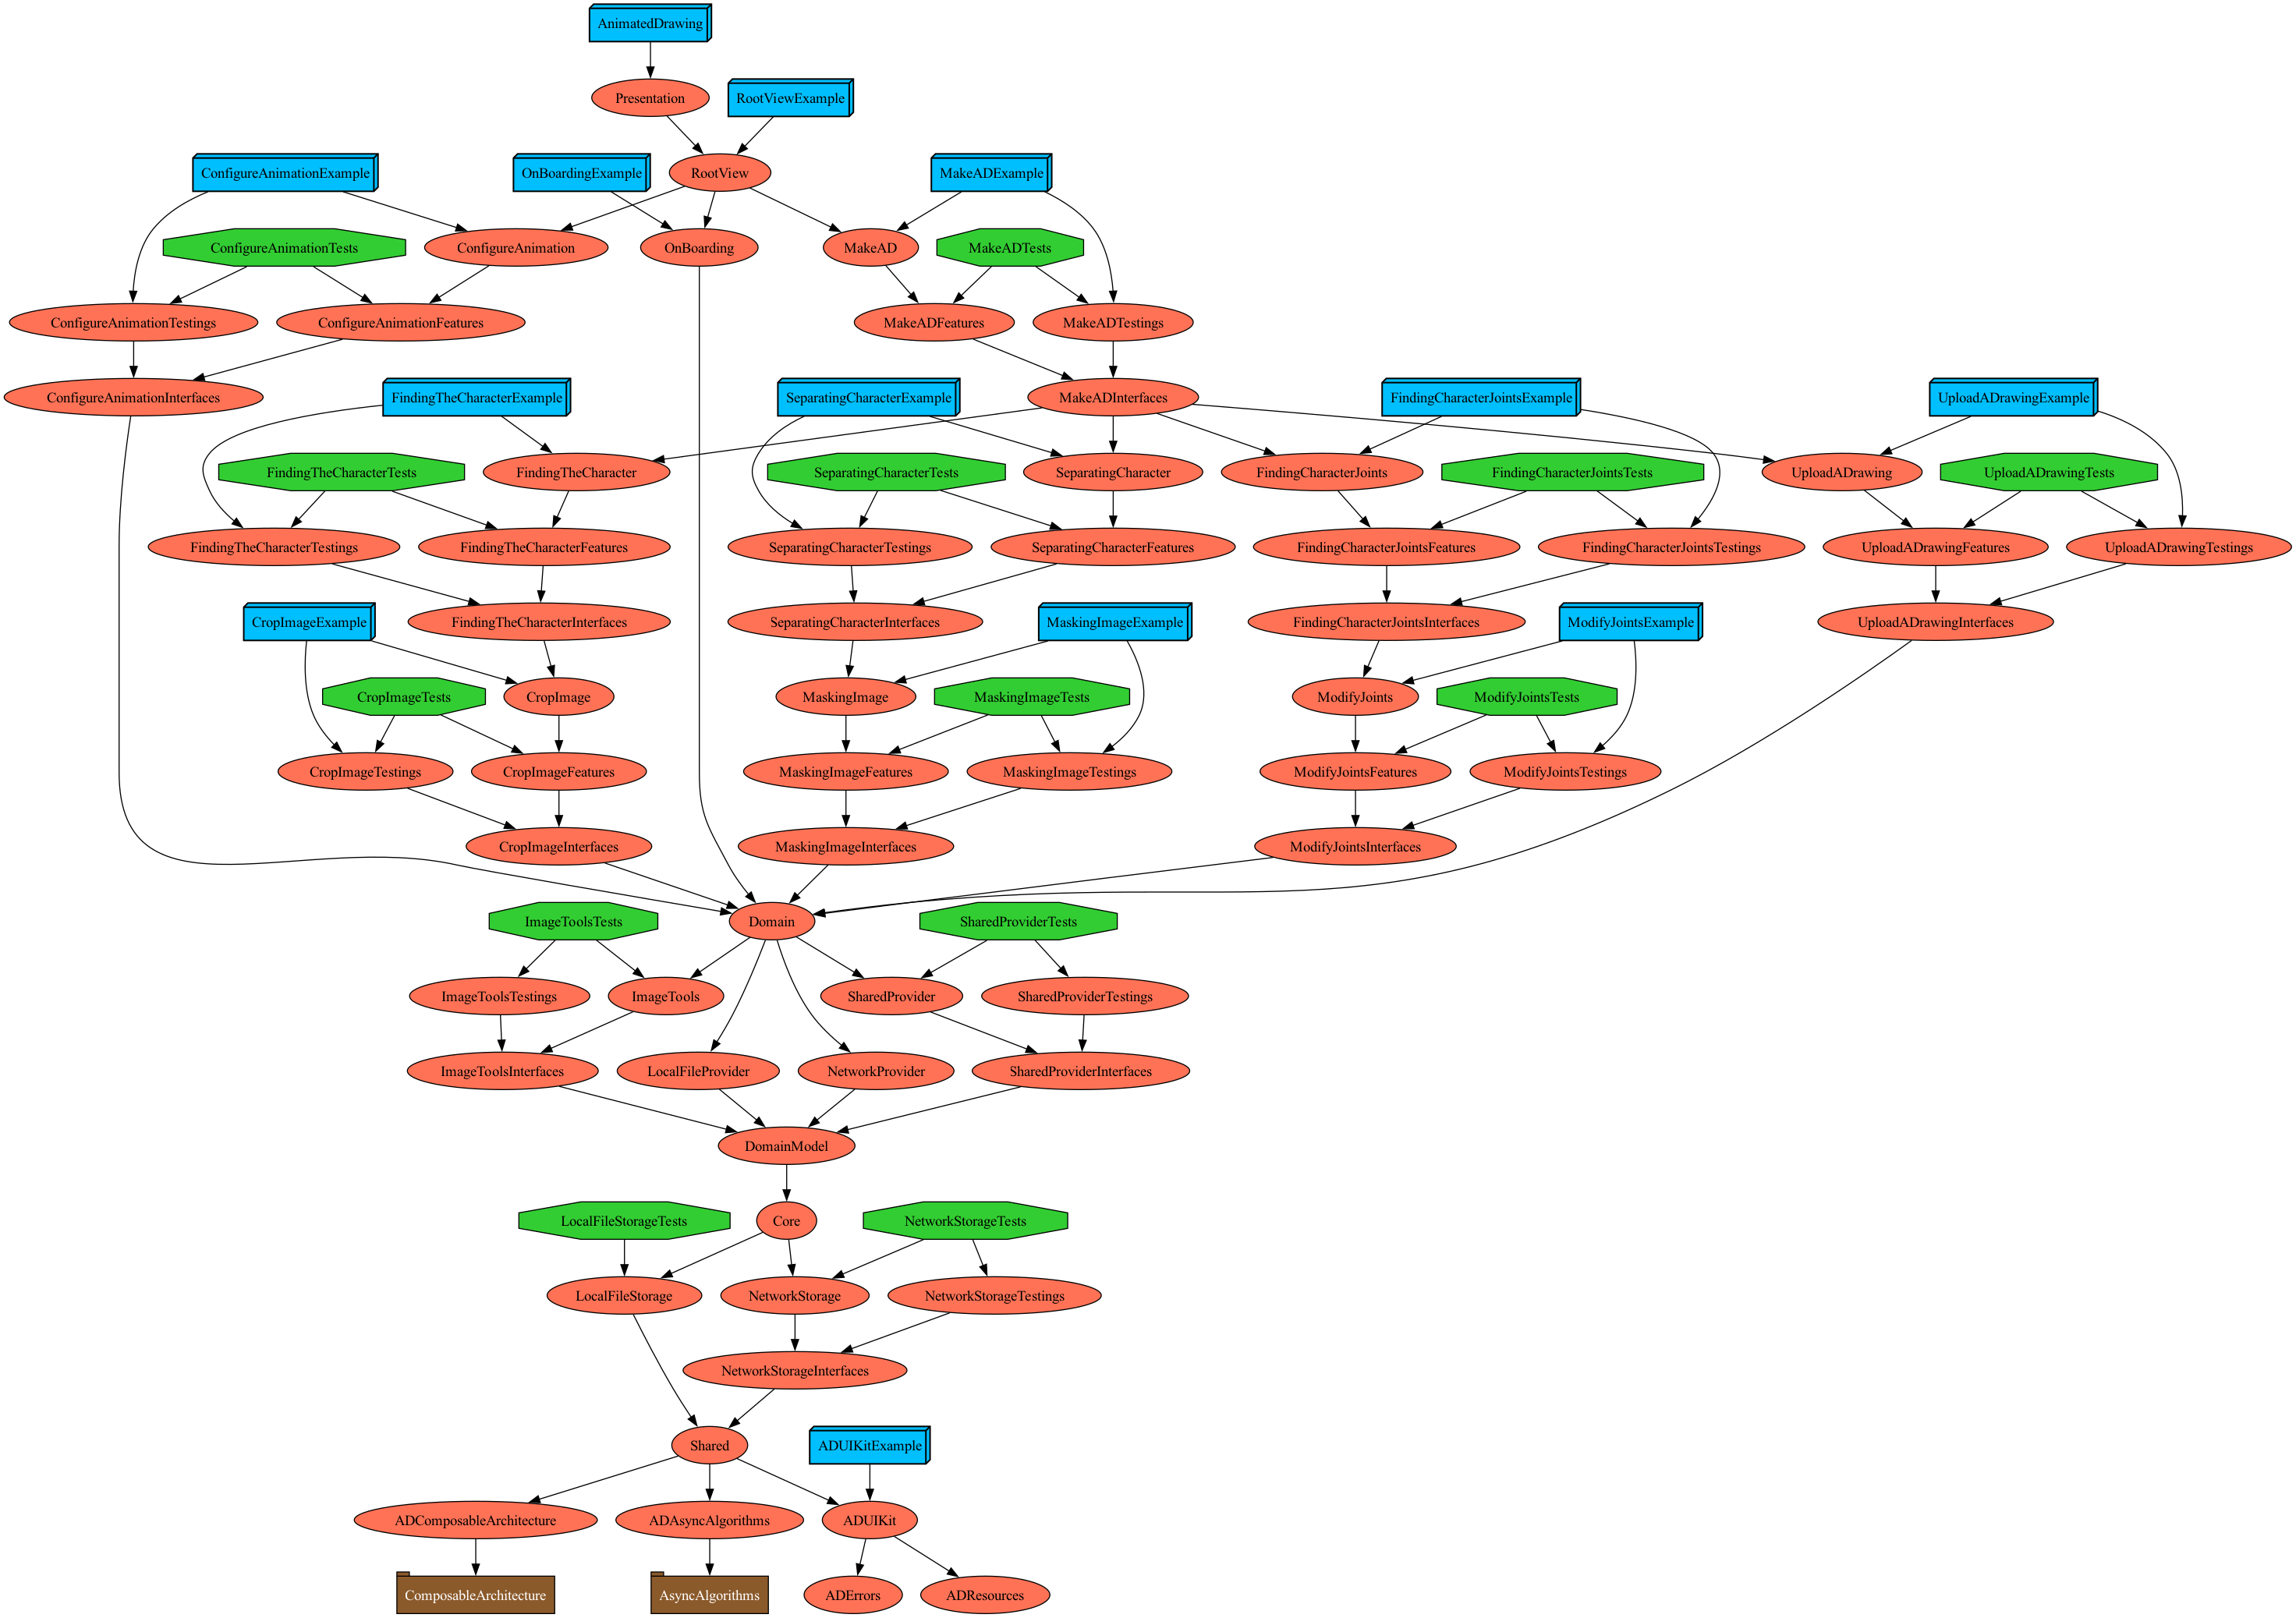 AnimatedDrawing
Presentation
RootViewExample
ConfigureAnimationExample
OnBoardingExample
RootView
MakeADExample
ConfigureAnimationTests
ConfigureAnimation
OnBoarding
MakeAD
MakeADTests
ConfigureAnimationTestings
ConfigureAnimationFeatures
MakeADFeatures
MakeADTestings
ConfigureAnimationInterfaces
FindingTheCharacterExample
SeparatingCharacterExample
MakeADInterfaces
FindingCharacterJointsExample
UploadADrawingExample
FindingTheCharacterTests
FindingTheCharacter
SeparatingCharacterTests
SeparatingCharacter
FindingCharacterJoints
FindingCharacterJointsTests
UploadADrawing
UploadADrawingTests
FindingTheCharacterTestings
FindingTheCharacterFeatures
SeparatingCharacterTestings
SeparatingCharacterFeatures
FindingCharacterJointsFeatures
FindingCharacterJointsTestings
UploadADrawingFeatures
UploadADrawingTestings
CropImageExample
FindingTheCharacterInterfaces
SeparatingCharacterInterfaces
MaskingImageExample
FindingCharacterJointsInterfaces
ModifyJointsExample
UploadADrawingInterfaces
CropImageTests
CropImage
MaskingImage
MaskingImageTests
ModifyJoints
ModifyJointsTests
CropImageTestings
CropImageFeatures
MaskingImageFeatures
MaskingImageTestings
ModifyJointsFeatures
ModifyJointsTestings
CropImageInterfaces
MaskingImageInterfaces
ModifyJointsInterfaces
ImageToolsTests
Domain
SharedProviderTests
ImageToolsTestings
ImageTools
SharedProvider
SharedProviderTestings
ImageToolsInterfaces
LocalFileProvider
NetworkProvider
SharedProviderInterfaces
DomainModel
LocalFileStorageTests
Core
NetworkStorageTests
LocalFileStorage
NetworkStorage
NetworkStorageTestings
NetworkStorageInterfaces
Shared
ADUIKitExample
ADComposableArchitecture
ADAsyncAlgorithms
ADUIKit
ComposableArchitecture
AsyncAlgorithms
ADErrors
ADResources